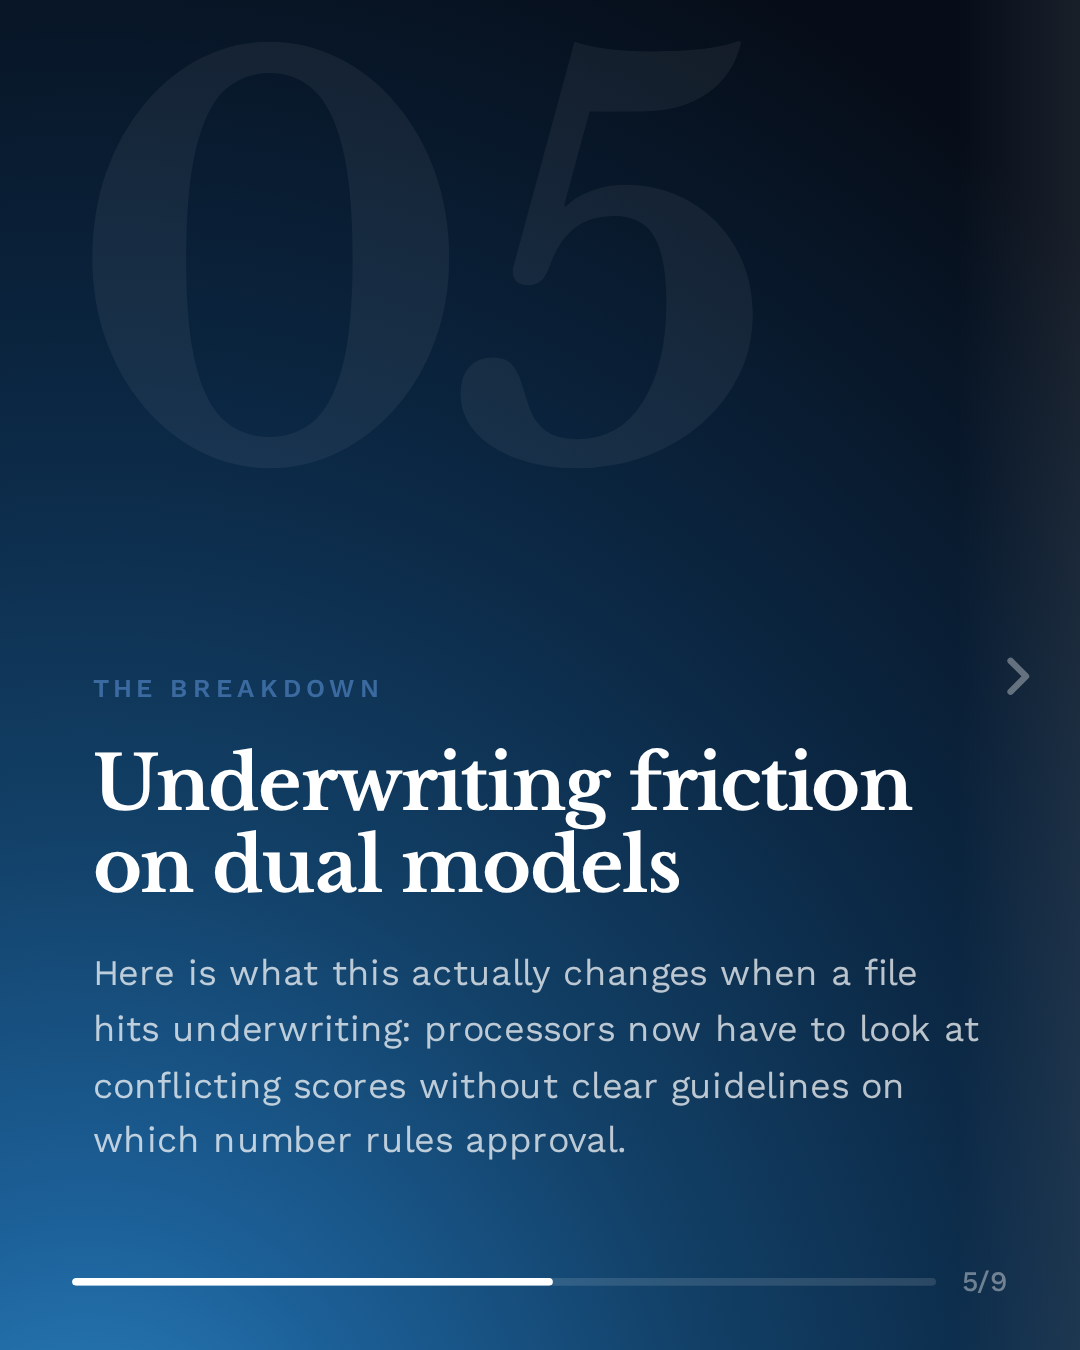 05
THE BREAKDOWN
Underwriting friction
on dual models
Here is what this actually changes when a file
hits underwriting: processors now have to look at
conflicting scores without clear guidelines on
which number rules approval.
5/9